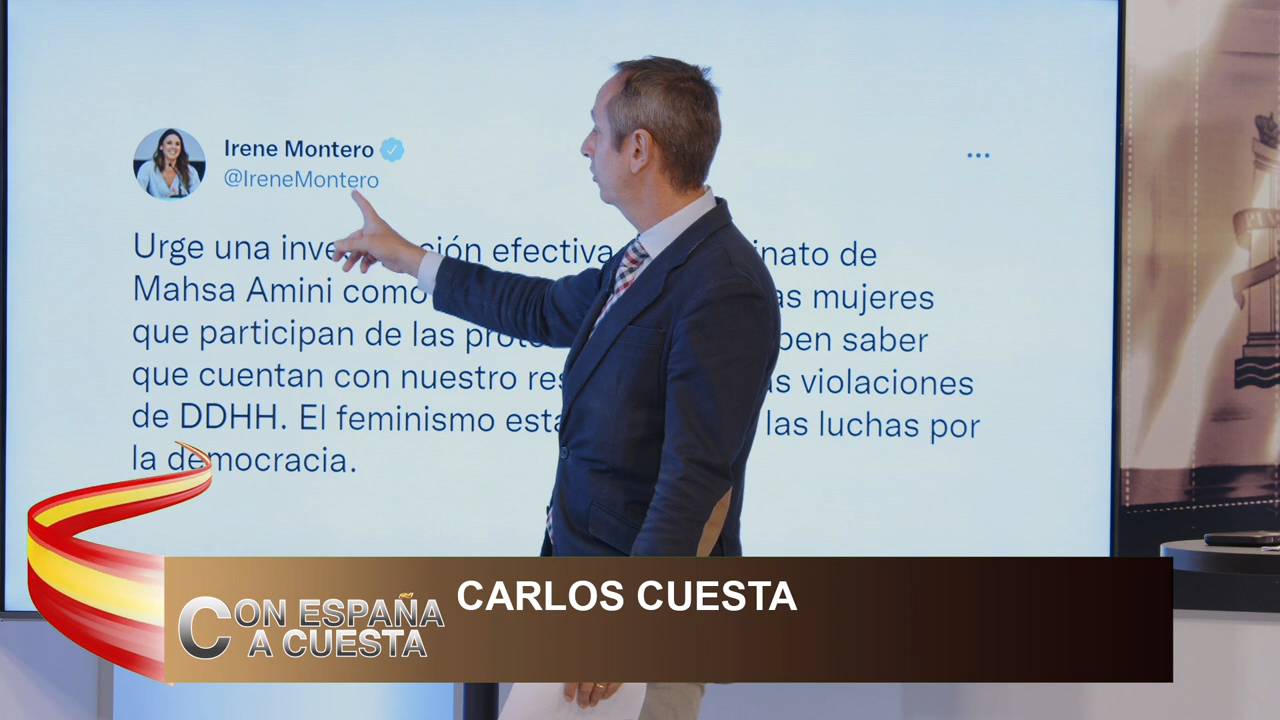 Irene Montero
@IreneMontero
Urge una inve ción efectiva nato de
Mahsa Amini como as mujeres
que participan de las prot ben saber
que cuentan con nuestro res as violaciones
de DDHH. El feminismo esta las luchas por
la democracia.
CON ESPAÑA
A CUESTA
CARLOS CUESTA